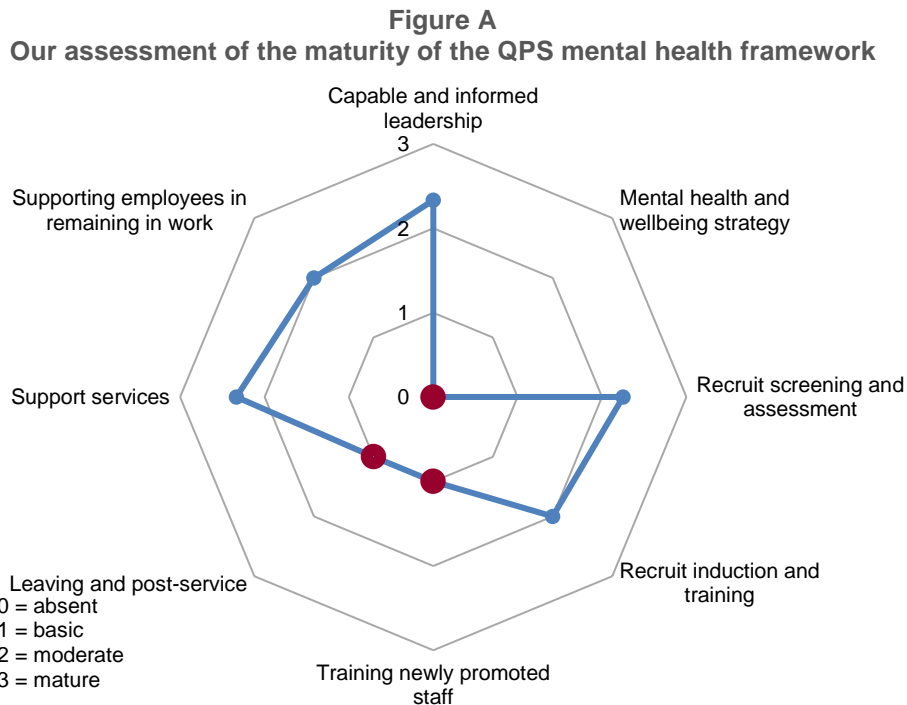 Figure A
Our assessment of the maturity of the QPS mental health framework
Capable and informed
leadership
3
Supporting employees in
remaining in work
Mental health and
wellbeing strategy
2
1
Support services
0
Recruit screening and
assessment
Leaving and post-service
Recruit induction and
training
0 = absent
1 = basic
2 = moderate
3 = mature
Training newly promoted
staff